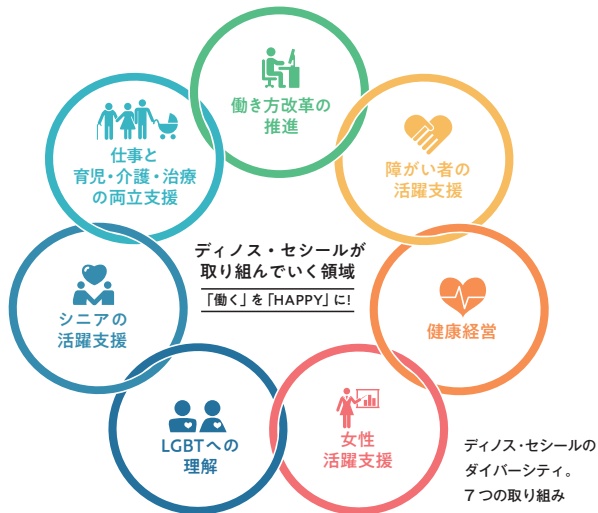 働き方改革の
推進
障がい者の
活躍支援
健康経営
女性
活躍支援
LGBTへの
理解
シニアの
活躍支援
仕事と
育児・介護・治療
の両立支援
ディノス・セシールが
取り組んでいく領域
「働く」を「HAPPY」に!
ディノス・セシールの
ダイバーシティ。
7つの取り組み